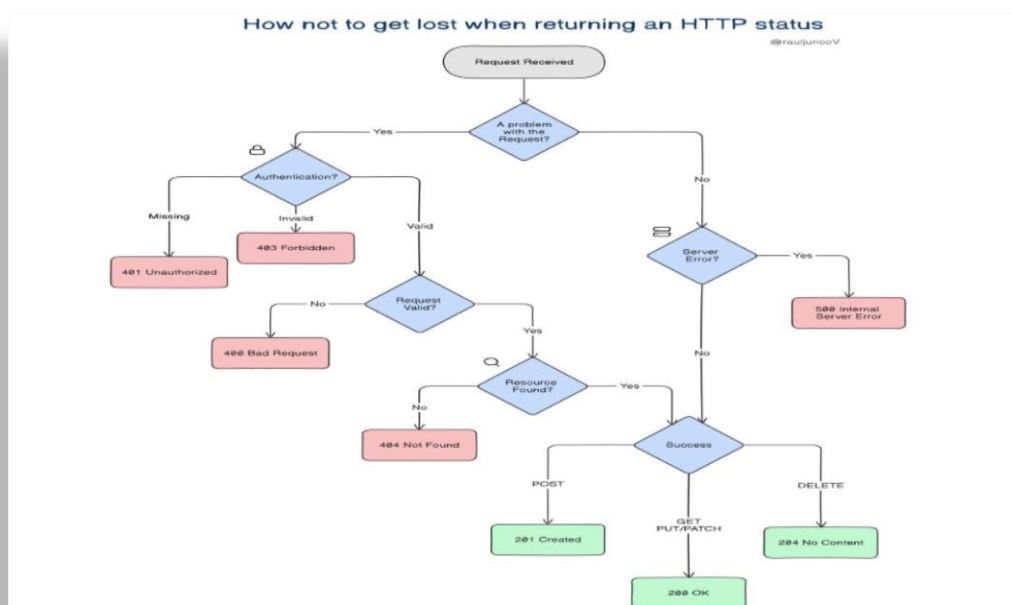 How not to get lost when returning an HTTP status
@rauljuncoV
Request Received
A problem
with the
Request?
Yes
No
Authentication?
Missing
Invalid
Valid
403 Forbidden
401 Unauthorized
Server
Error?
Yes
500 Internal
Server Error
Request
Valid?
No
Yes
400 Bad Request
No
Resource
Found?
Yes
No
404 Not Found
Success
POST
GET
PUT/PATCH
DELETE
201 Created
204 No Content
200 OK